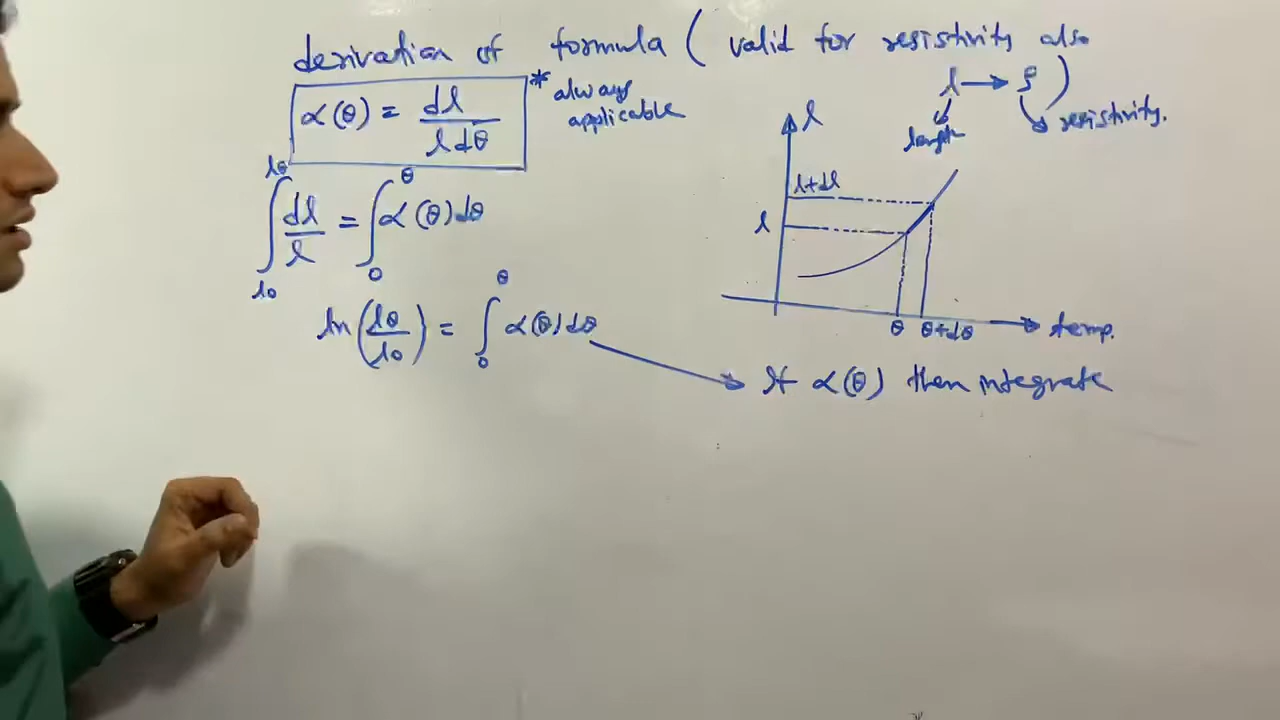 derivation of formula ( valid for resistivity also
l → ρ )
length
resistivity.
α(θ) = dl / l dθ
* always
applicable
∫ from l0 to lθ dl/l = ∫ from 0 to θ α(θ) dθ
ln(lθ/l0) = ∫ from 0 to θ α(θ) dθ
l
l+dl
l
θ θ+dθ temp.
If α(θ) then integrate